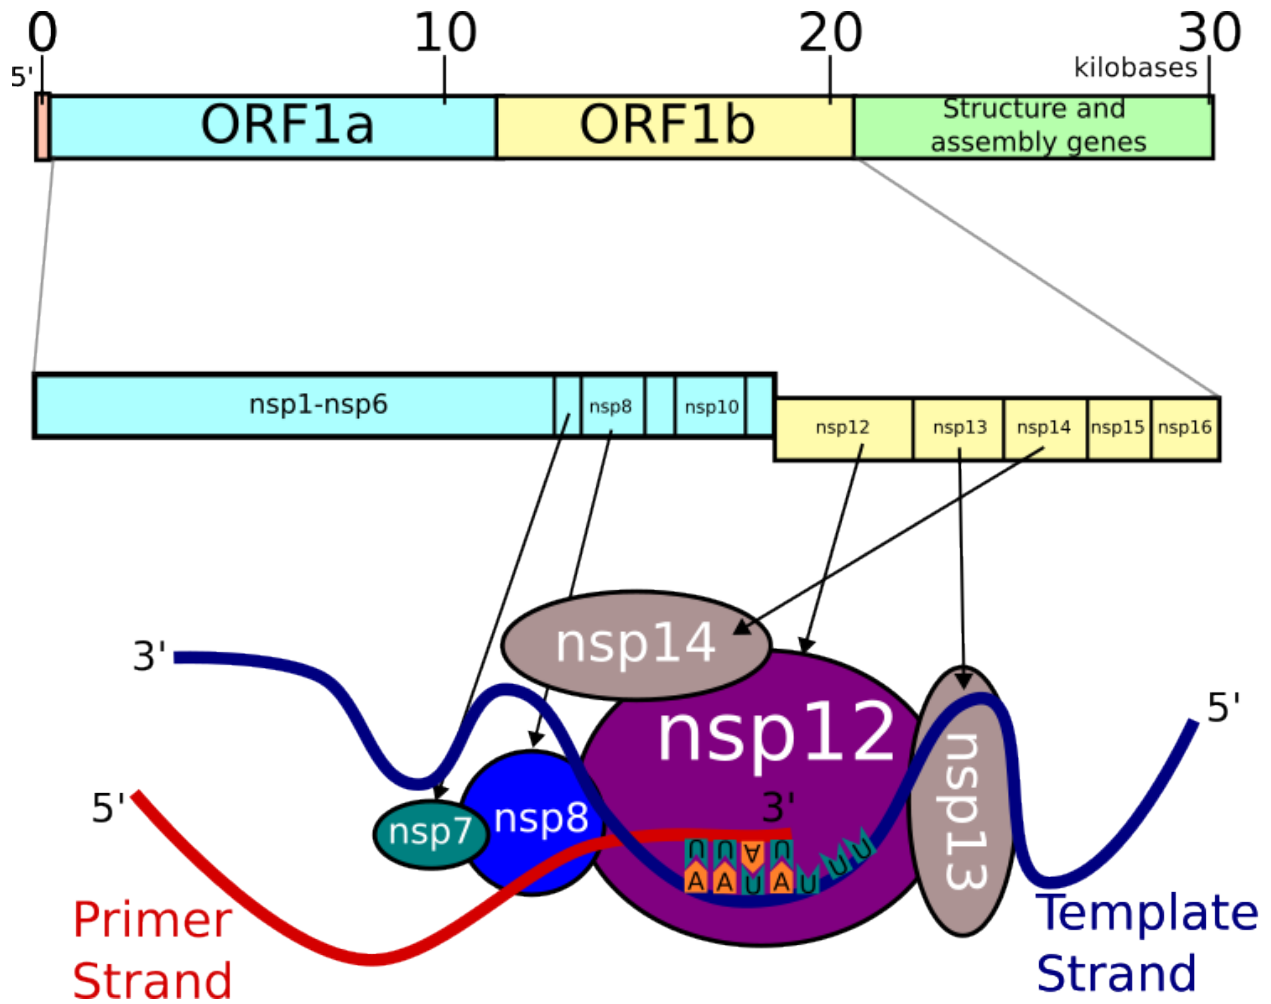 0 10 20 30
kilobases
5'
ORF1a ORF1b Structure and
assembly genes
nsp1-nsp6 nsp8 nsp10
nsp12 nsp13 nsp14 nsp15 nsp16
nsp14
3'
nsp12
5'
nsp13
5'
3'
nsp7 nsp8
U U A U
A A U A U U U
Primer
Strand
Template
Strand